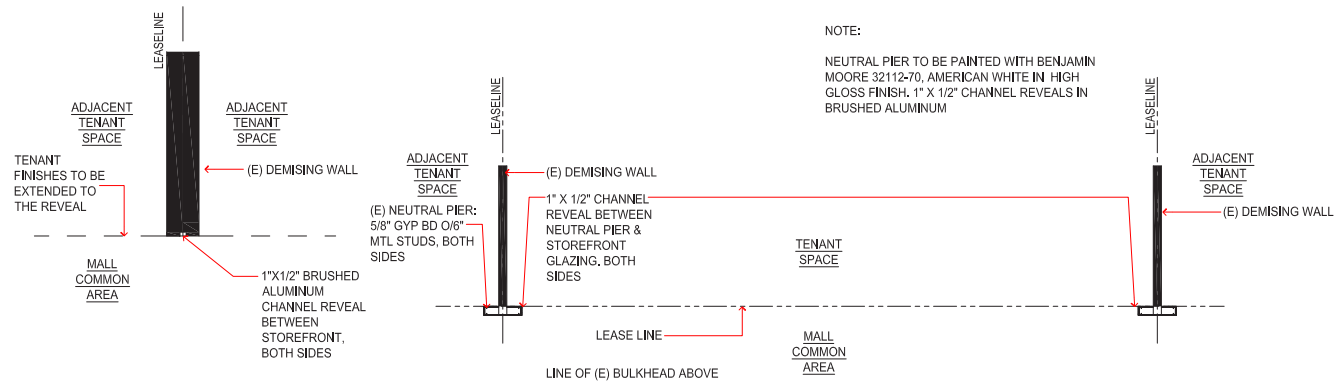 LEASELINE
ADJACENT
TENANT
SPACE
ADJACENT
TENANT
SPACE
TENANT
FINISHES TO BE
EXTENDED TO
THE REVEAL
(E) DEMISING WALL
MALL
COMMON
AREA
1"X1/2" BRUSHED
ALUMINUM
CHANNEL REVEAL
BETWEEN
STOREFRONT,
BOTH SIDES
NOTE:
NEUTRAL PIER TO BE PAINTED WITH BENJAMIN
MOORE 32112-70, AMERICAN WHITE IN HIGH
GLOSS FINISH. 1" X 1/2" CHANNEL REVEALS IN
BRUSHED ALUMINUM
LEASELINE
LEASELINE
ADJACENT
TENANT
SPACE
(E) DEMISING WALL
(E) NEUTRAL PIER:
5/8" GYP BD O/6"
MTL STUDS, BOTH
SIDES
1" X 1/2" CHANNEL
REVEAL BETWEEN
NEUTRAL PIER &
STOREFRONT
GLAZING. BOTH
SIDES
TENANT
SPACE
ADJACENT
TENANT
SPACE
(E) DEMISING WALL
LEASE LINE
MALL
COMMON
AREA
LINE OF (E) BULKHEAD ABOVE